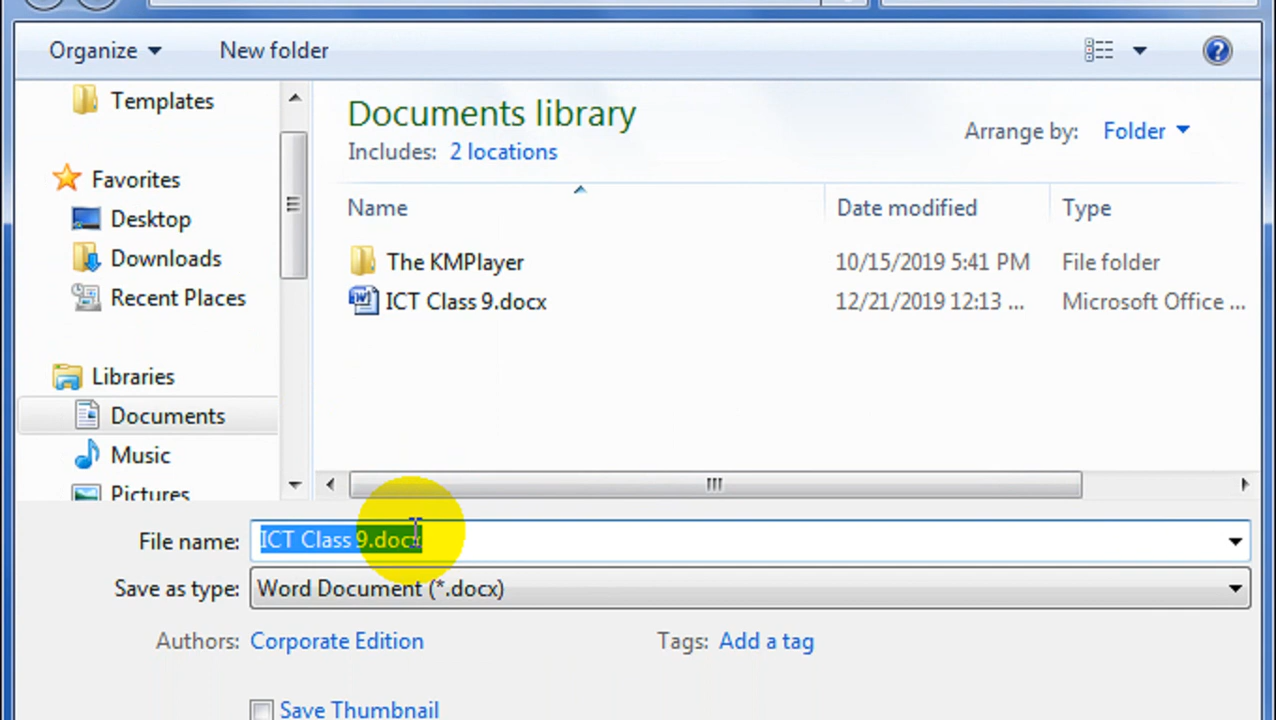 Organize New folder
Templates
Documents library
Includes: 2 locations
Arrange by: Folder
Favorites
Desktop
Downloads
Recent Places
Libraries
Documents
Music
Pictures
Name Date modified Type
The KMPlayer 10/15/2019 5:41 PM File folder
ICT Class 9.docx 12/21/2019 12:13 ... Microsoft Office ...
File name: ICT Class 9.docx
Save as type: Word Document (*.docx)
Authors: Corporate Edition Tags: Add a tag
Save Thumbnail